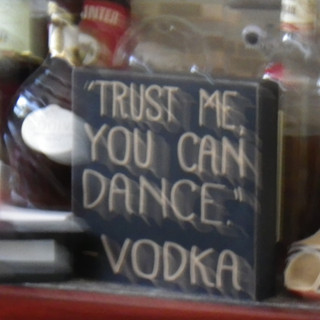 "TRUST ME,
YOU CAN
DANCE."
-VODKA